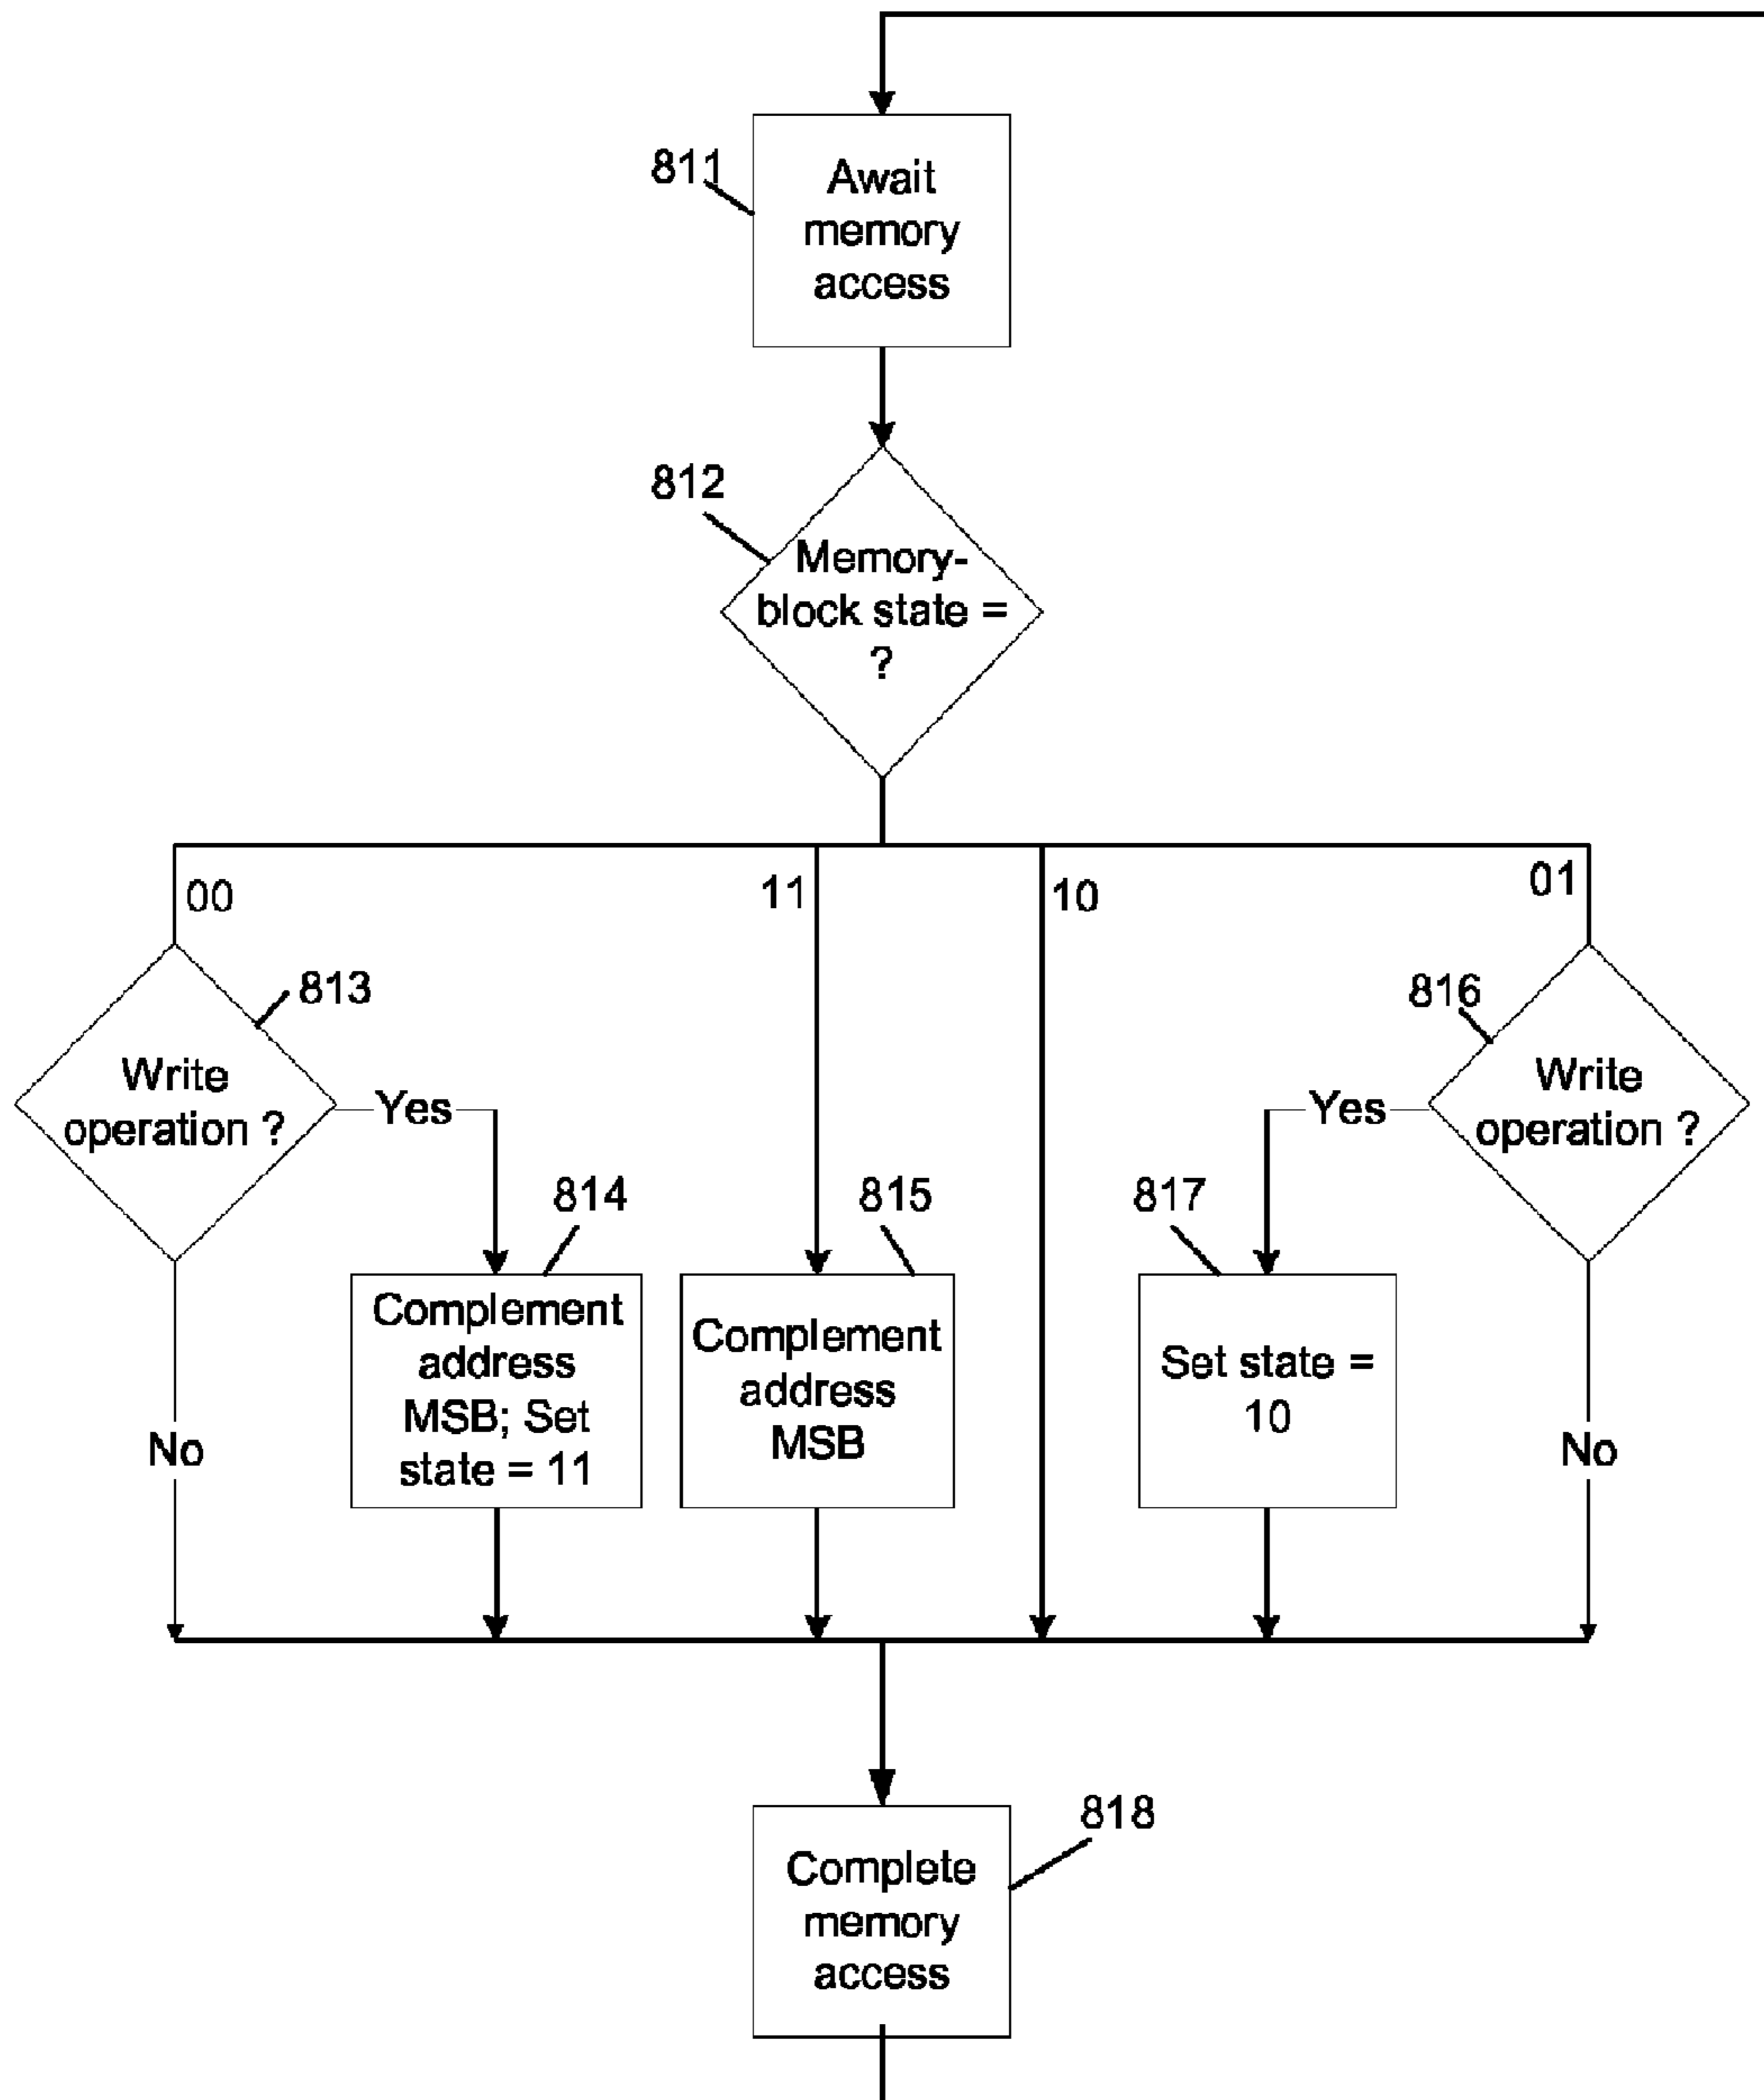 811
Await
memory
access
812
Memory-
block state =
?
00
11
10
01
813
Write
operation ?
Yes
816
Write
operation ?
Yes
814
Complement
address
MSB; Set
state = 11
815
Complement
address
MSB
817
Set state =
10
No
No
818
Complete
memory
access